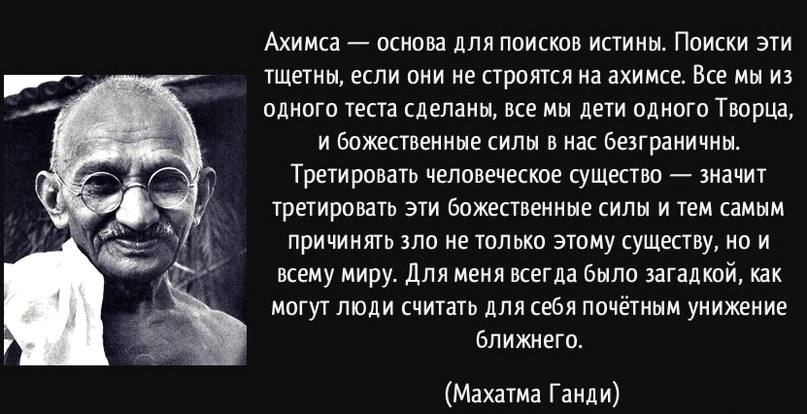 Ахимса — основа для поисков истины. Поиски эти
тщетны, если они не строятся на ахимсе. Все мы из
одного теста сделаны, все мы дети одного Творца,
и божественные силы в нас безграничны.
Третировать человеческое существо — значит
третировать эти божественные силы и тем самым
причинять зло не только этому существу, но и
всему миру. Для меня всегда было загадкой, как
могут люди считать для себя почётным унижение
ближнего.
(Махатма Ганди)